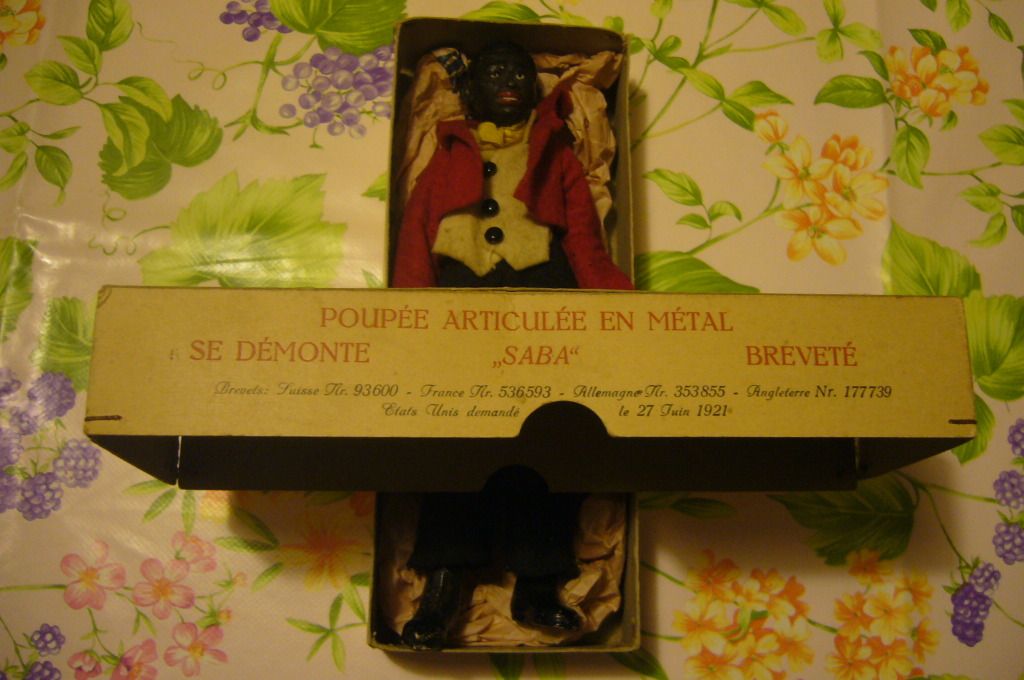 POUPÉE ARTICULÉE EN MÉTAL
SE DÉMONTE „SABA“ BREVETÉ
Brevets: Suisse Nr. 93600 - France Nr. 536593 - Allemagne Nr. 353855 - Angleterre Nr. 177739
Etats Unis demandé le 27 Juin 1921